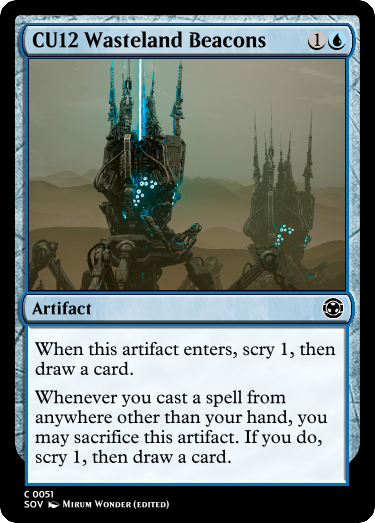 CU12 Wasteland Beacons 1
Artifact
When this artifact enters, scry 1, then
draw a card.
Whenever you cast a spell from
anywhere other than your hand, you
may sacrifice this artifact. If you do,
scry 1, then draw a card.
C 0051
SOV Mirum Wonder (edited)